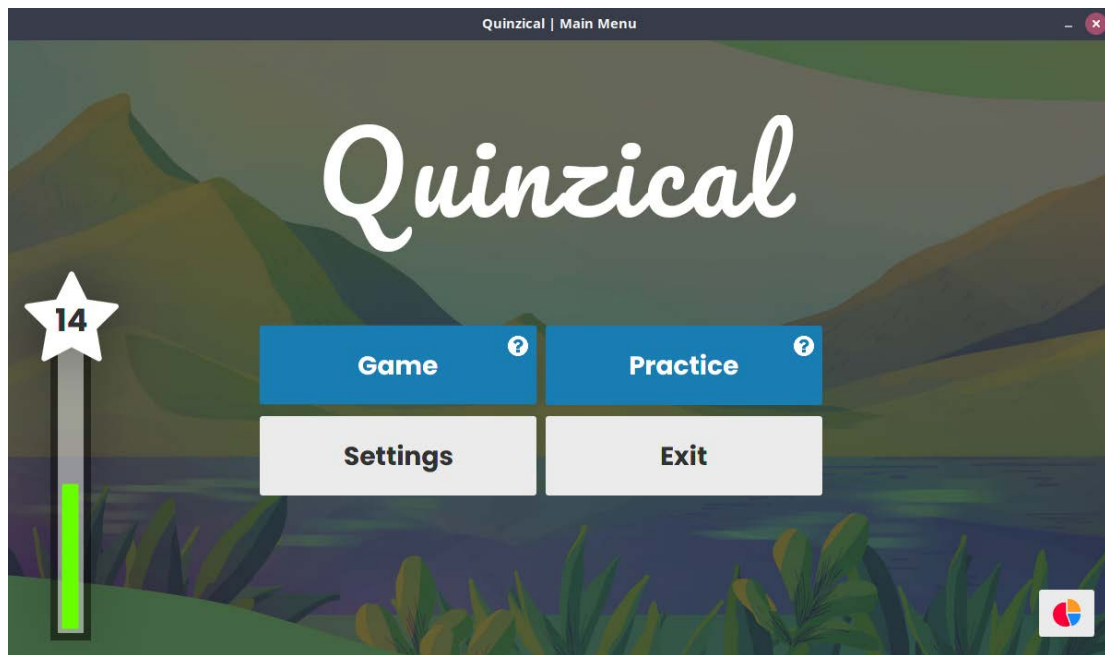 Quinzical | Main Menu
Quinzical
14
Game ?
Practice ?
Settings
Exit